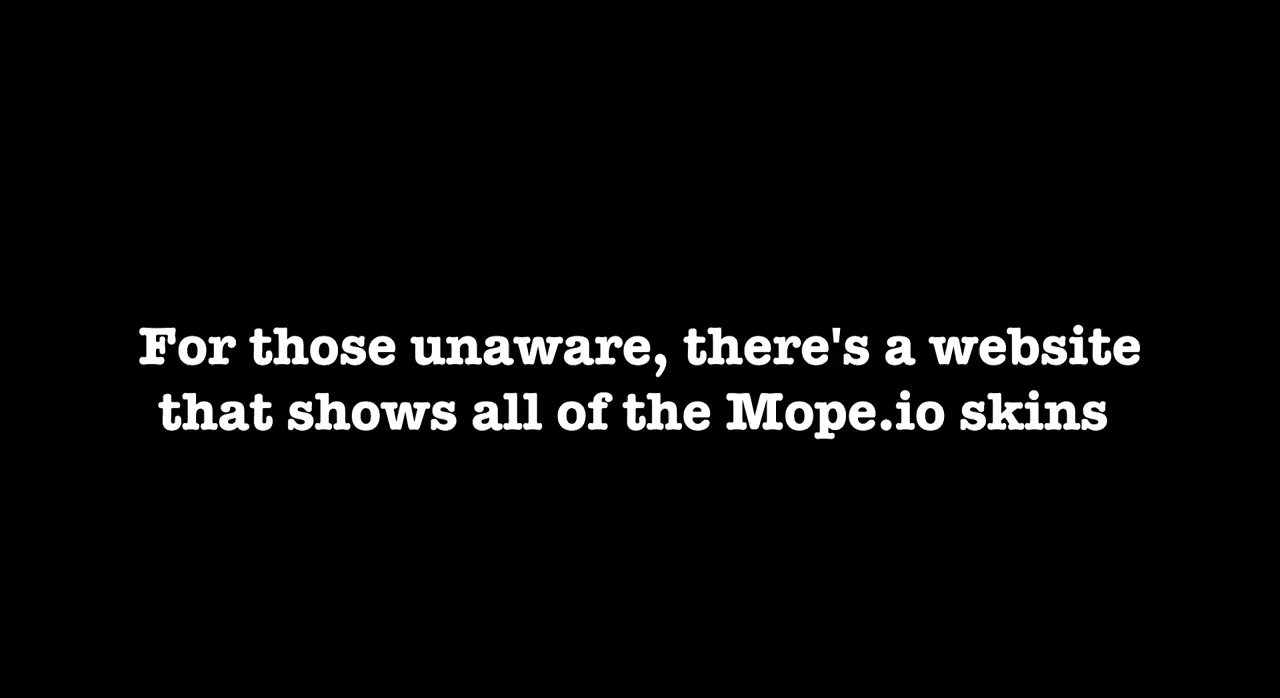 For those unaware, there's a website
that shows all of the Mope.io skins